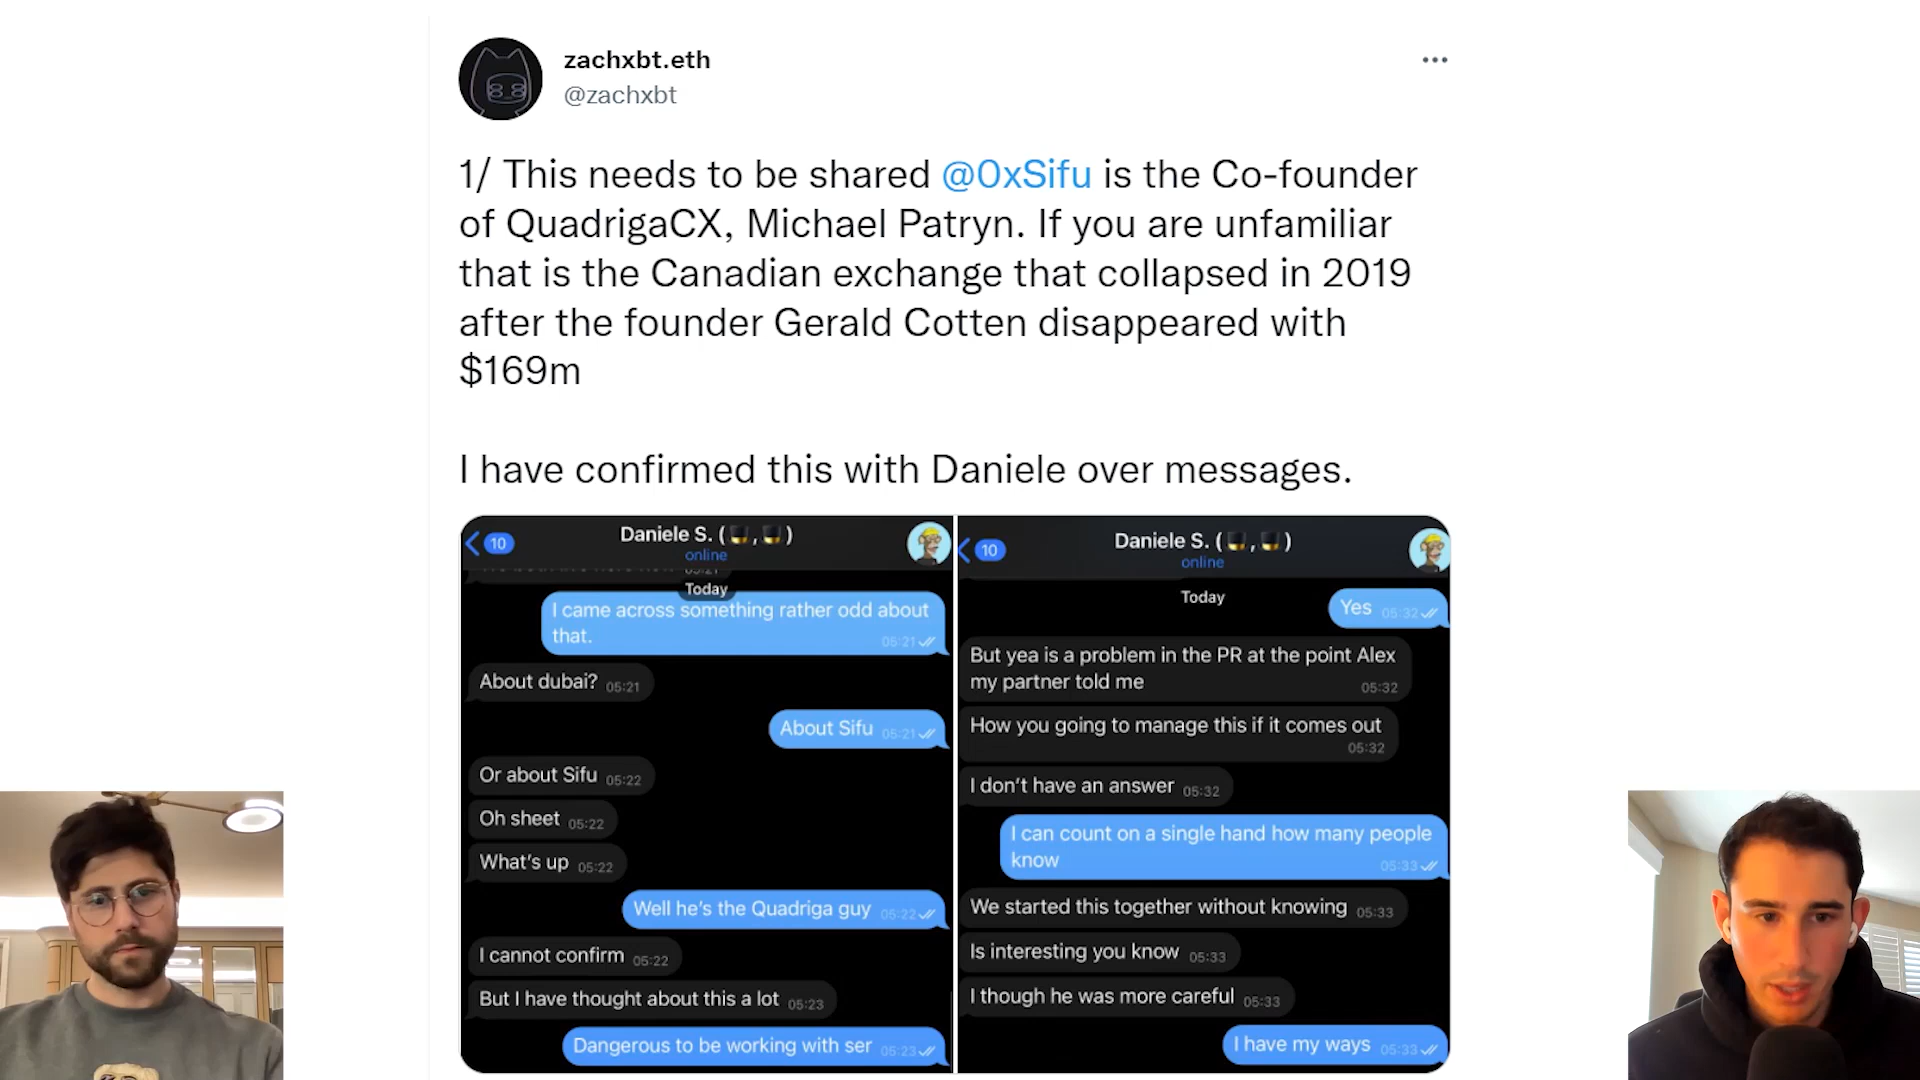 zachxbt.eth
@zachxbt
1/ This needs to be shared @0xSifu is the Co-founder
of QuadrigaCX, Michael Patryn. If you are unfamiliar
that is the Canadian exchange that collapsed in 2019
after the founder Gerald Cotten disappeared with
$169m
I have confirmed this with Daniele over messages.
10
Daniele S. ( , )
online
05:21
Today
I came across something rather odd about
that. 05:21
About dubai? 05:21
About Sifu 05:21
Or about Sifu 05:22
Oh sheet 05:22
What's up 05:22
Well he's the Quadriga guy 05:22
I cannot confirm 05:22
But I have thought about this a lot 05:23
Dangerous to be working with ser 05:23
10
Daniele S. ( , )
online
Today
Yes 05:32
But yea is a problem in the PR at the point Alex
my partner told me 05:32
How you going to manage this if it comes out
05:32
I don't have an answer 05:32
I can count on a single hand how many people
know 05:33
We started this together without knowing 05:33
Is interesting you know 05:33
I though he was more careful 05:33
I have my ways 05:33